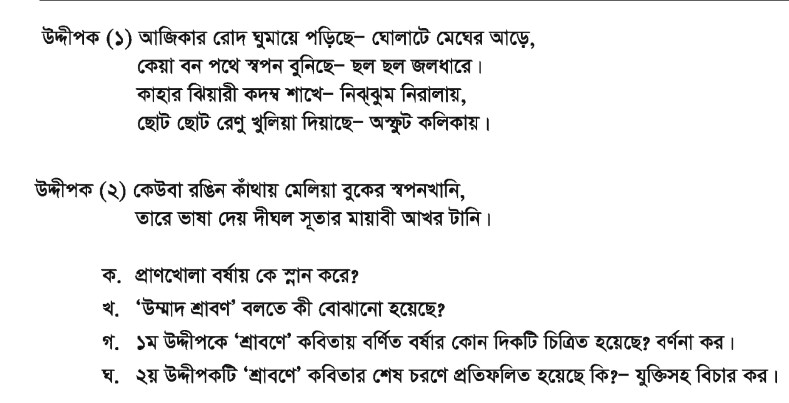 উদ্দীপক (১) আজিকার রোদ ঘুমায়ে পড়িছে– ঘোলাটে মেঘের আড়ে,
কেয়া বন পথে স্বপন বুনিছে– ছল ছল জলধারে।
কাহার ঝিয়ারী কদম্ব শাখে– নিঝ্‌ঝুম নিরালায়,
ছোট ছোট রেণু খুলিয়া দিয়াছে– অস্ফুট কলিকায়।
উদ্দীপক (২) কেউবা রঙিন কাঁথায় মেলিয়া বুকের স্বপনখানি,
তারে ভাষা দেয় দীঘল সূতার মায়াবী আখর টানি।
ক. প্রাণখোলা বর্ষায় কে স্নান করে?
খ. ‘উম্মাদ শ্রাবণ’ বলতে কী বোঝানো হয়েছে?
গ. ১ম উদ্দীপকে ‘শ্রাবণে’ কবিতায় বর্ণিত বর্ষার কোন দিকটি চিত্রিত হয়েছে? বর্ণনা কর।
ঘ. ২য় উদ্দীপকটি ‘শ্রাবণে’ কবিতার শেষ চরণে প্রতিফলিত হয়েছে কি?– যুক্তিসহ বিচার কর।